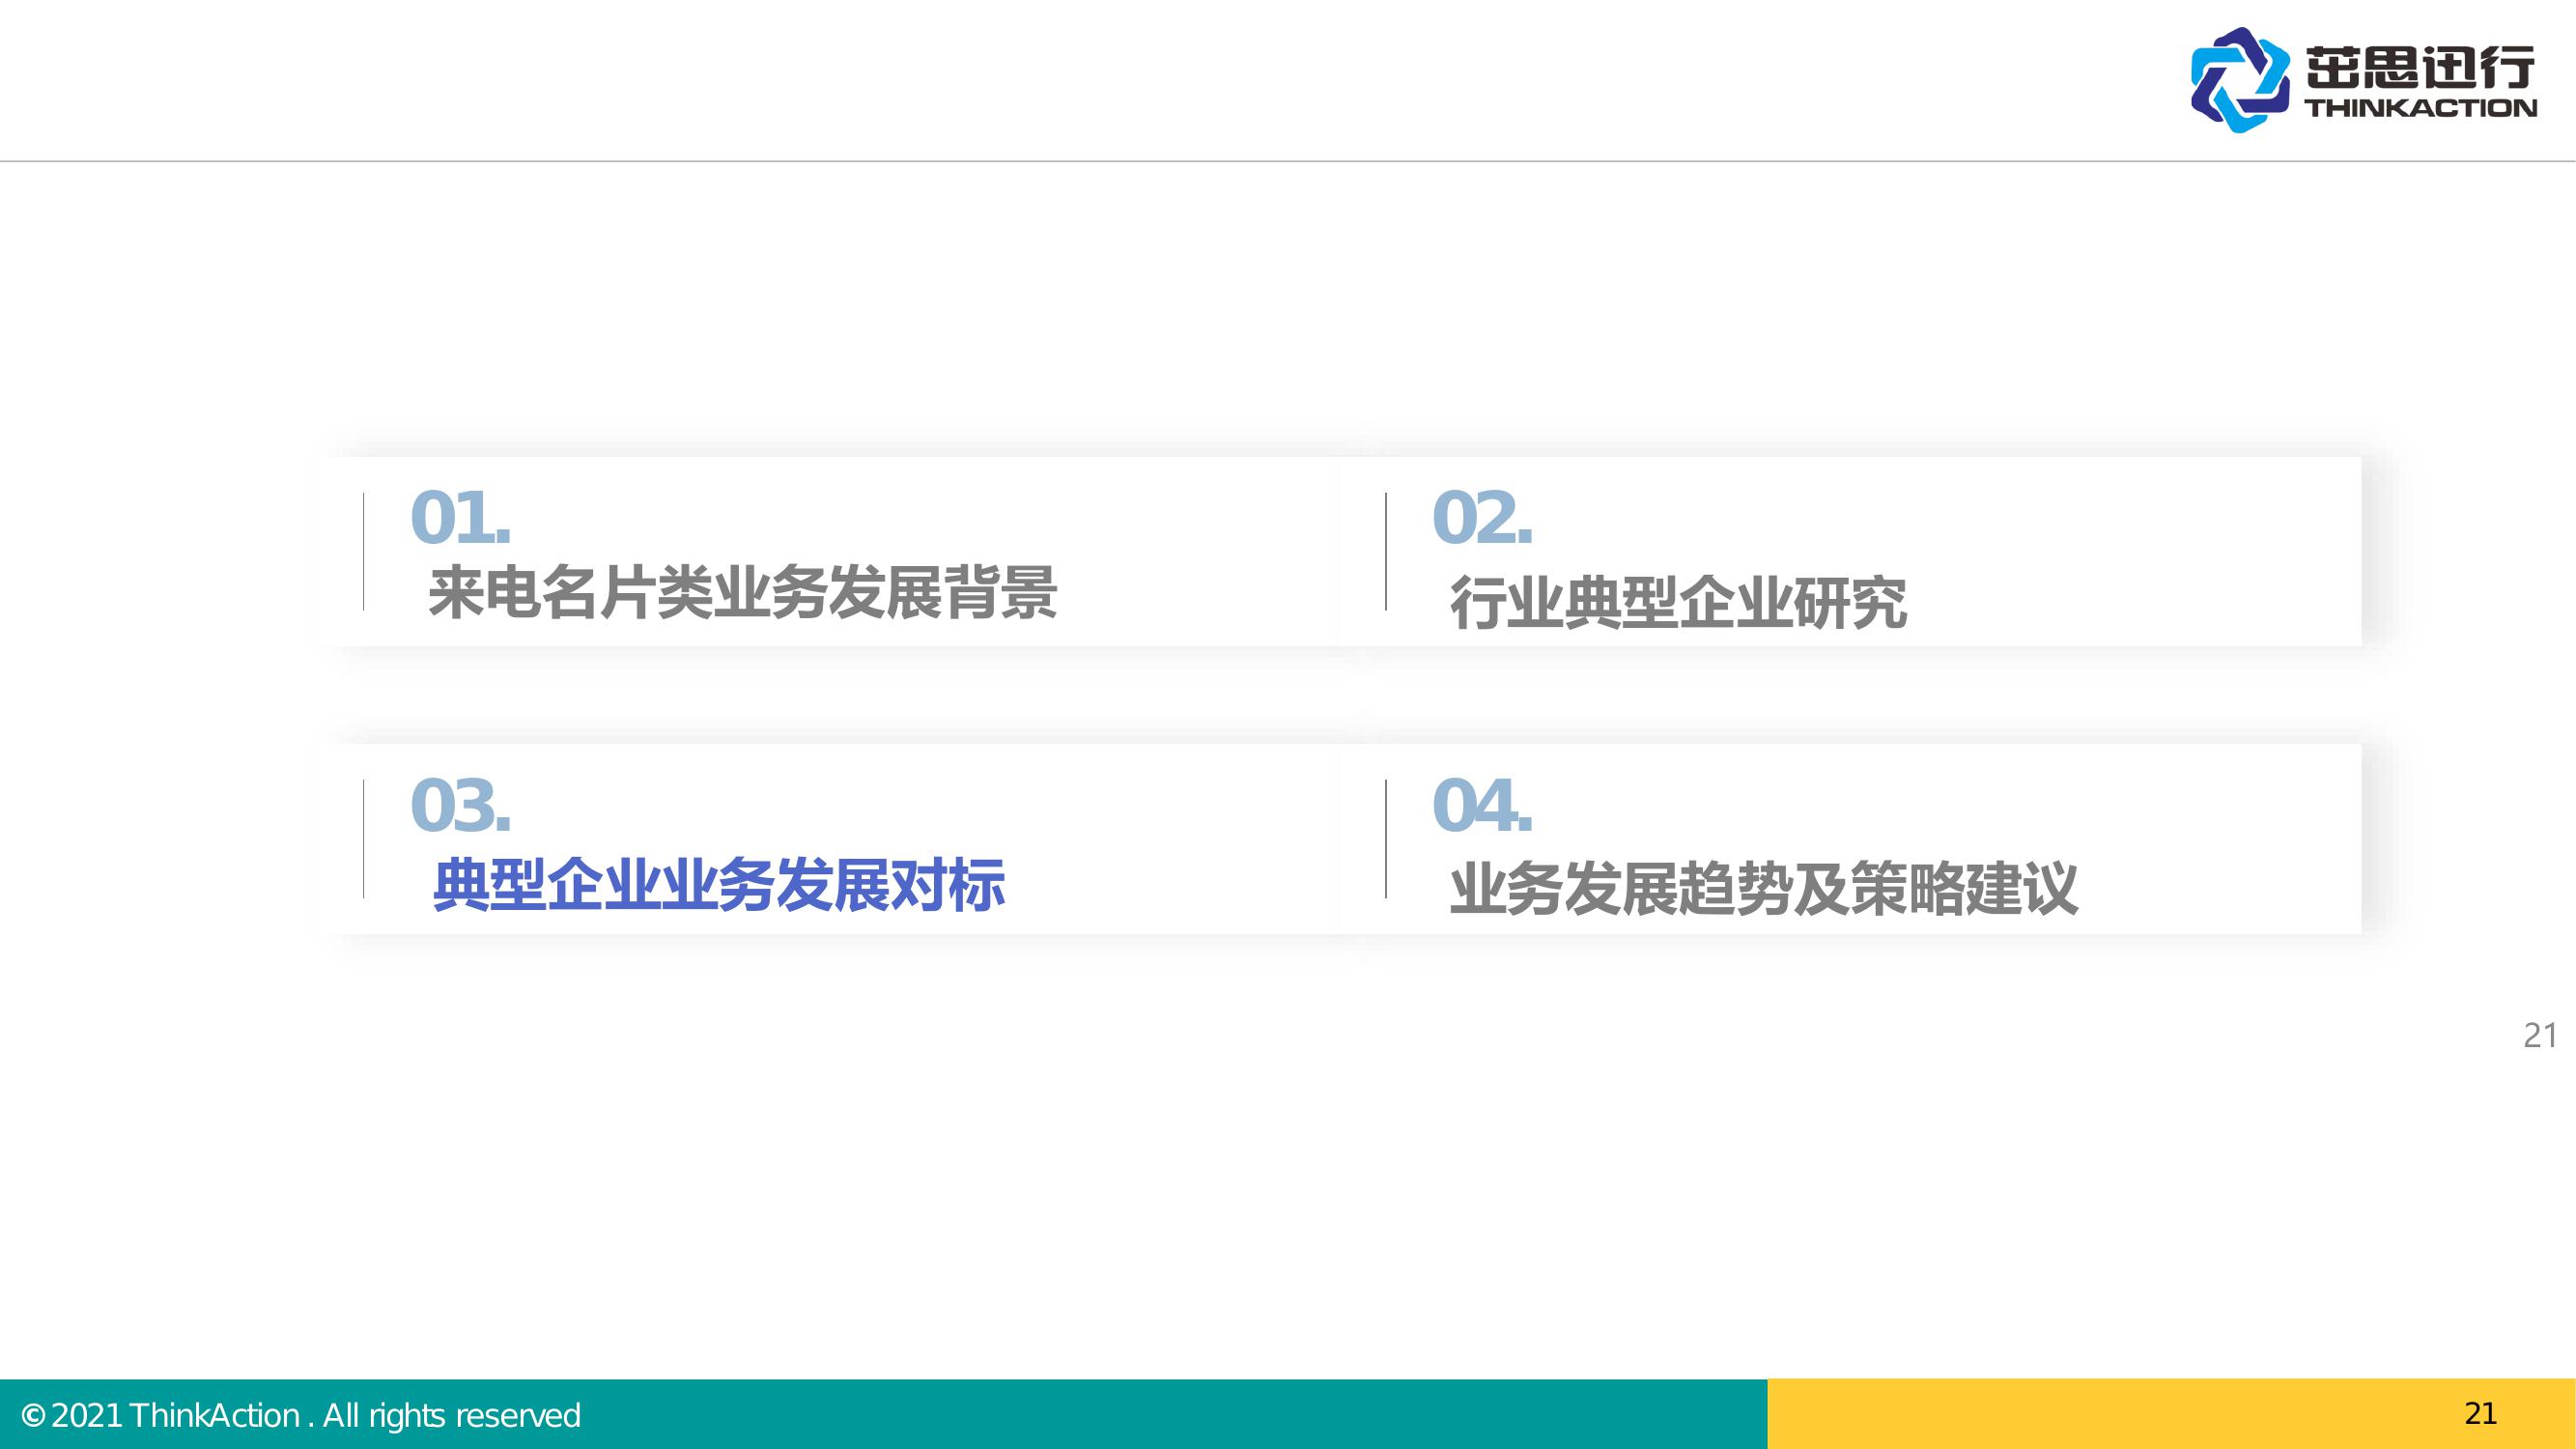 茁思迅行
THINKACTION
01.
来电名片类业务发展背景
02.
行业典型企业研究
03.
典型企业业务发展对标
04.
业务发展趋势及策略建议
21
© 2021 ThinkAction . All rights reserved
21